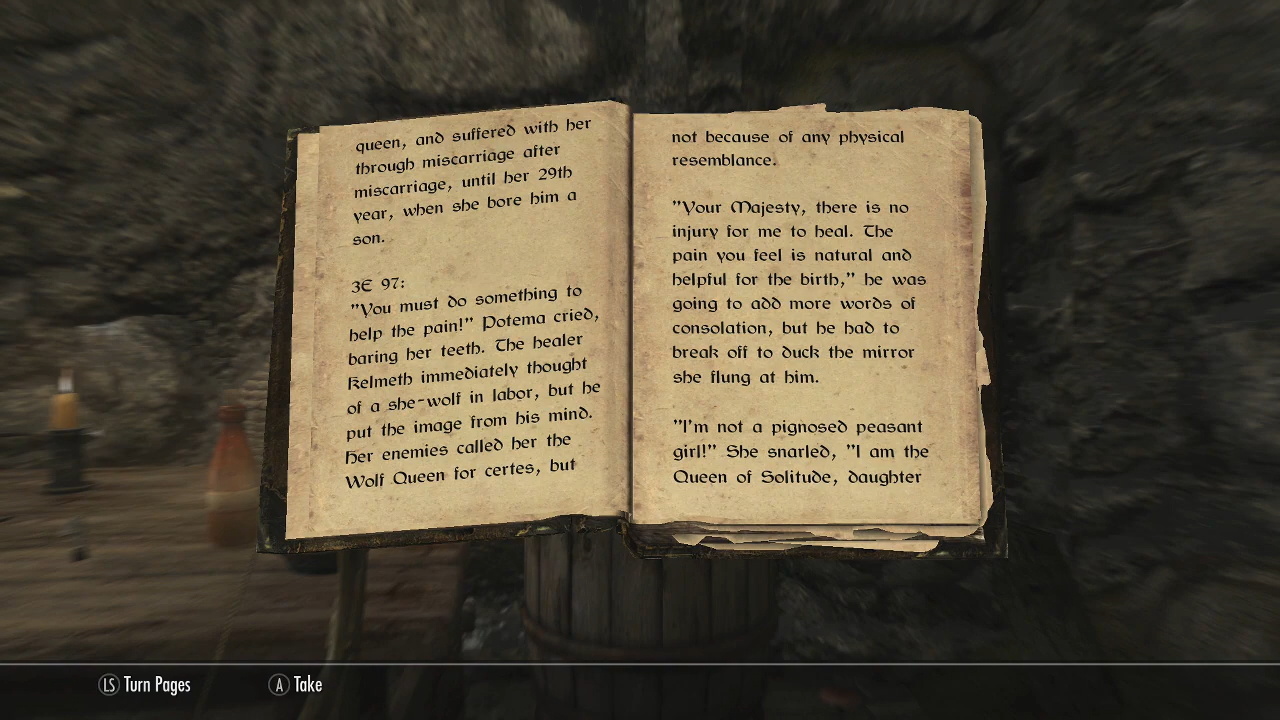 queen, and suffered with her
through miscarriage after
miscarriage, until her 29th
year, when she bore him a
son.
3E 97:
"You must do something to
help the pain!" Potema cried,
baring her teeth. The healer
Kelmeth immediately thought
of a she-wolf in labor, but he
put the image from his mind.
Her enemies called her the
Wolf Queen for certes, but
not because of any physical
resemblance.
"Your Majesty, there is no
injury for me to heal. The
pain you feel is natural and
helpful for the birth," he was
going to add more words of
consolation, but he had to
break off to duck the mirror
she flung at him.
"I'm not a pignosed peasant
girl!" She snarled, "I am the
Queen of Solitude, daughter
LS Turn Pages
A Take